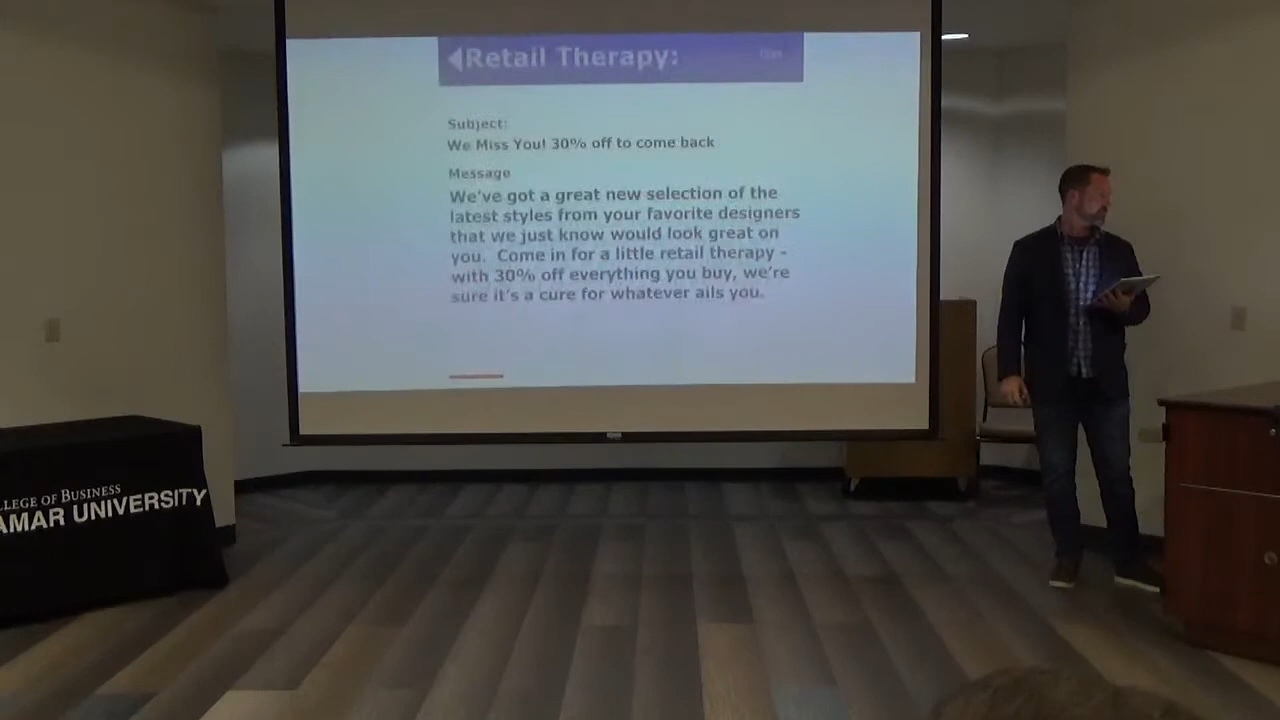 Retail Therapy:
Subject:
We Miss You! 30% off to come back
Message
We've got a great new selection of the
latest styles from your favorite designers
that we just know would look great on
you. Come in for a little retail therapy -
with 30% off everything you buy, we're
sure it's a cure for whatever ails you.
LLEGE OF BUSINESS
AMAR UNIVERSITY